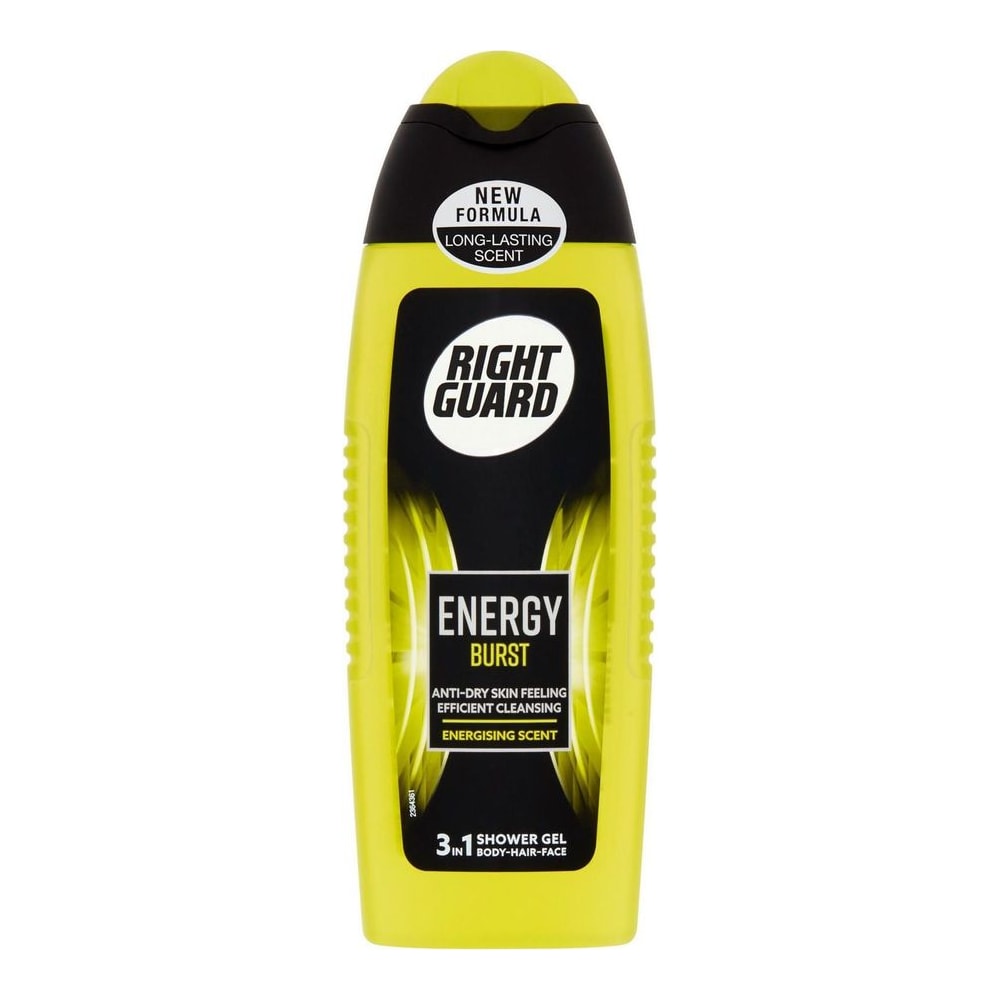 NEW
FORMULA
LONG-LASTING
SCENT
RIGHT
GUARD
ENERGY
BURST
ANTI-DRY SKIN FEELING
EFFICIENT CLEANSING
ENERGISING SCENT
2364361
3 IN 1 SHOWER GEL
BODY-HAIR-FACE